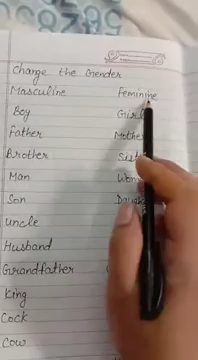 Change the Gender
Masculine Feminine
Boy
Father
Brother
Man
Son
Uncle
Husband
Grandfather
King
Cock
Cow